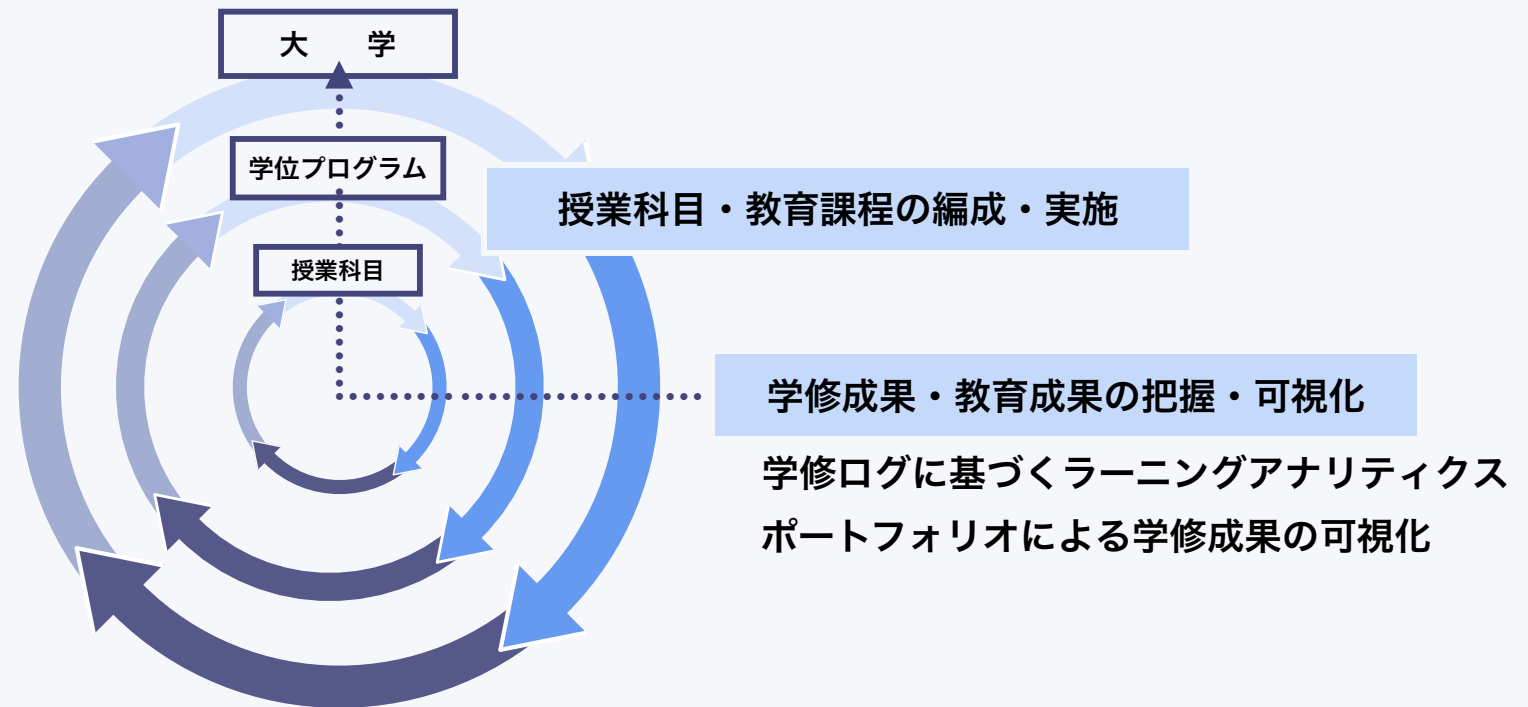 大　学
学位プログラム
授業科目・教育課程の編成・実施
授業科目
学修成果・教育成果の把握・可視化
学修ログに基づくラーニングアナリティクス
ポートフォリオによる学修成果の可視化